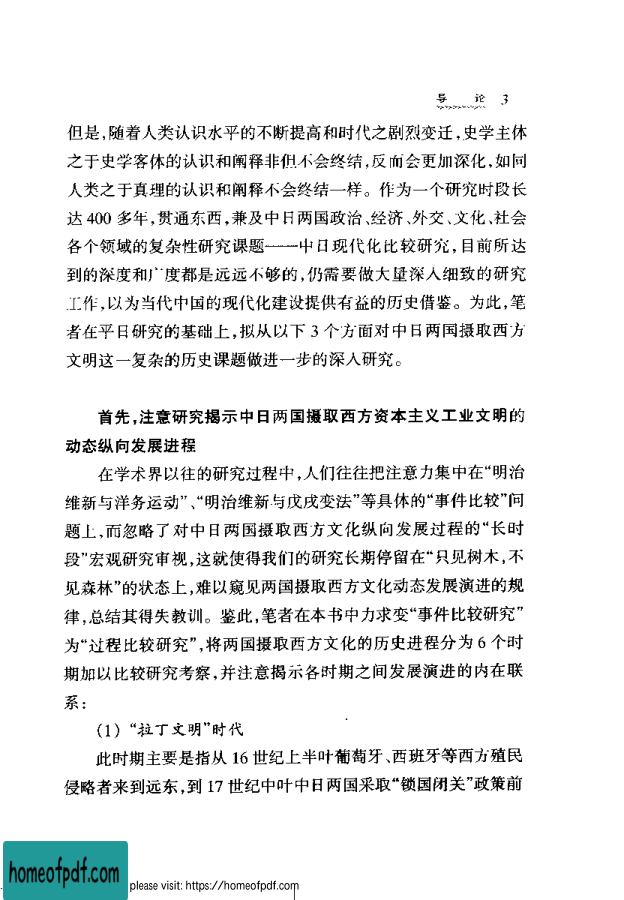 导 论 3
但是,随着人类认识水平的不断提高和时代之剧烈变迁,史学主体
之于史学客体的认识和阐释非但不会终结,反而会更加深化,如同
人类之于真理的认识和阐释不会终结一样。作为一个研究时段长
达 400 多年,贯通东西,兼及中日两国政治、经济、外交、文化、社会
各个领域的复杂性研究课题——中日现代化比较研究,目前所达
到的深度和广度都是远远不够的,仍需要做大量深入细致的研究
工作,以为当代中国的现代化建设提供有益的历史借鉴。为此,笔
者在平日研究的基础上,拟从以下 3 个方面对中日两国摄取西方
文明这一复杂的历史课题做进一步的深入研究。
首先,注意研究揭示中日两国摄取西方资本主义工业文明的
动态纵向发展进程
在学术界以往的研究过程中,人们往往把注意力集中在“明治
维新与洋务运动”、“明治维新与戊戌变法”等具体的“事件比较”问
题上,而忽略了对中日两国摄取西方文化纵向发展过程的“长时
段”宏观研究审视,这就使得我们的研究长期停留在“只见树木,不
见森林”的状态上,难以窥见两国摄取西方文化动态发展演进的规
律,总结其得失教训。鉴此,笔者在本书中力求变“事件比较研究”
为“过程比较研究”,将两国摄取西方文化的历史进程分为 6 个时
期加以比较研究考察,并注意揭示各时期之间发展演进的内在联
系:
(1) “拉丁文明”时代
此时期主要是指从 16 世纪上半叶葡萄牙、西班牙等西方殖民
侵略者来到远东,到 17 世纪中叶中日两国采取“锁国闭关”政策前
homeofpdf.com
please visit: https://homeofpdf.com